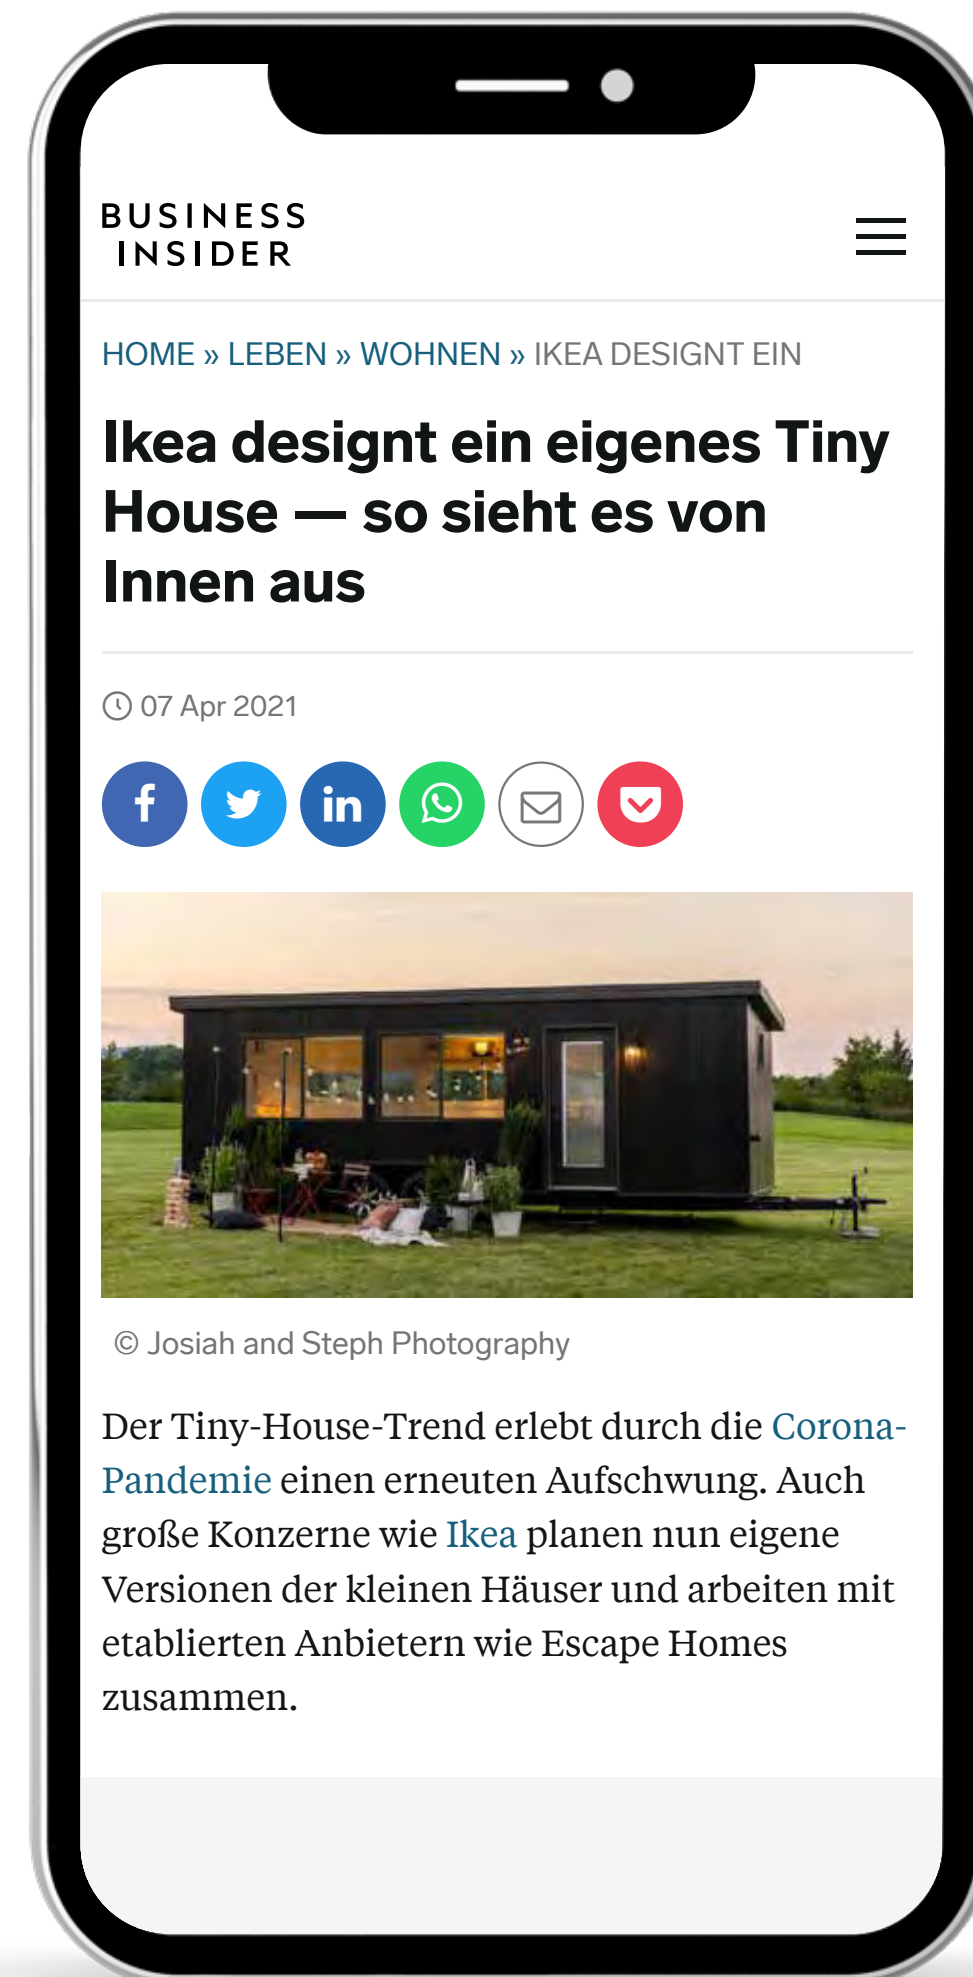 BUSINESS
INSIDER
HOME » LEBEN » WOHNEN » IKEA DESIGNT EIN
Ikea designt ein eigenes Tiny
House — so sieht es von
Innen aus
07 Apr 2021
© Josiah and Steph Photography
Der Tiny-House-Trend erlebt durch die Corona-
Pandemie einen erneuten Aufschwung. Auch
große Konzerne wie Ikea planen nun eigene
Versionen der kleinen Häuser und arbeiten mit
etablierten Anbietern wie Escape Homes
zusammen.